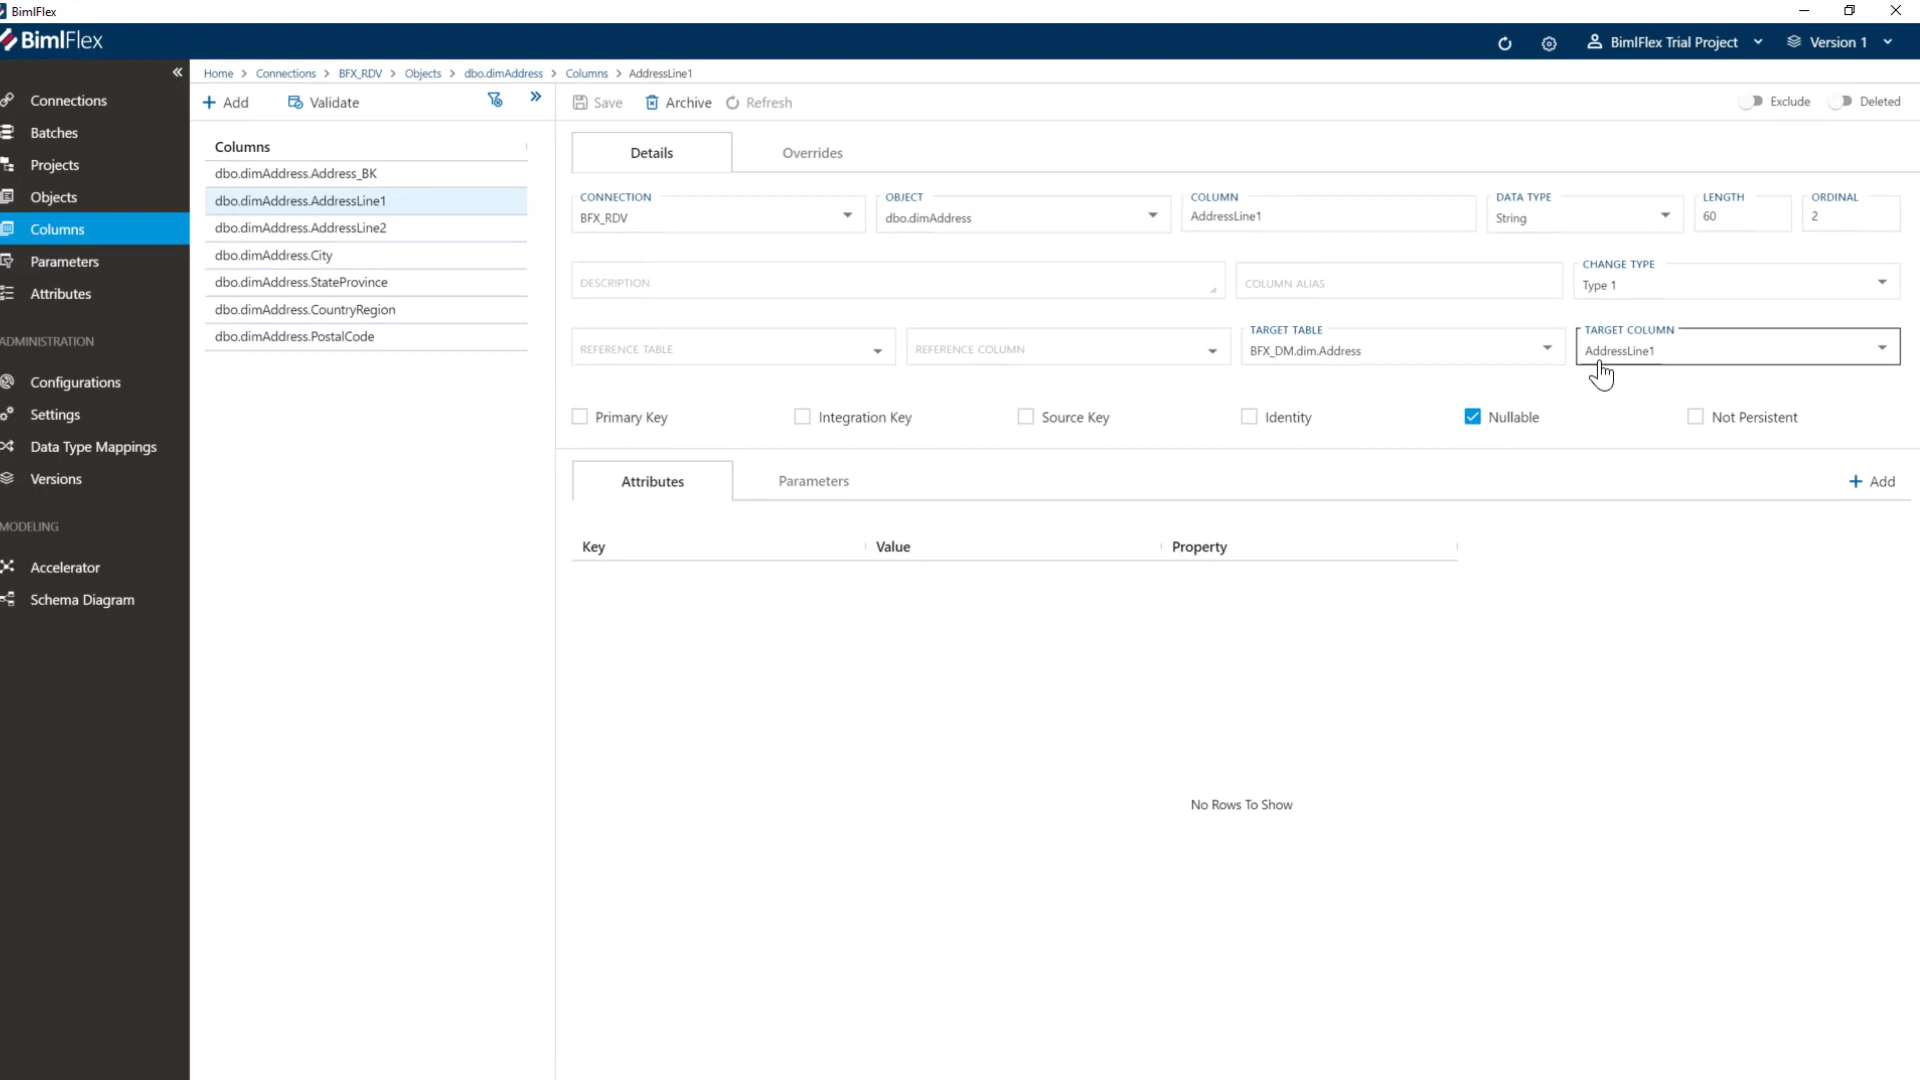 BimlFlex
BimlFlex
BimlFlex Trial Project
Version 1
Home > Connections > BFX_RDV > Objects > dbo.dimAddress > Columns > AddressLine1
Connections
Batches
Projects
Objects
Columns
Parameters
Attributes
ADMINISTRATION
Configurations
Settings
Data Type Mappings
Versions
MODELING
Accelerator
Schema Diagram
Add
Validate
Columns
dbo.dimAddress.Address_BK
dbo.dimAddress.AddressLine1
dbo.dimAddress.AddressLine2
dbo.dimAddress.City
dbo.dimAddress.StateProvince
dbo.dimAddress.CountryRegion
dbo.dimAddress.PostalCode
Save Archive Refresh
Exclude Deleted
Details Overrides
CONNECTION OBJECT COLUMN DATA TYPE LENGTH ORDINAL
BFX_RDV dbo.dimAddress AddressLine1 String 60 2
CHANGE TYPE
DESCRIPTION COLUMN ALIAS Type 1
TARGET TABLE TARGET COLUMN
REFERENCE TABLE REFERENCE COLUMN BFX_DM.dim.Address AddressLine1
Primary Key Integration Key Source Key Identity Nullable Not Persistent
Attributes Parameters Add
Key Value Property
No Rows To Show